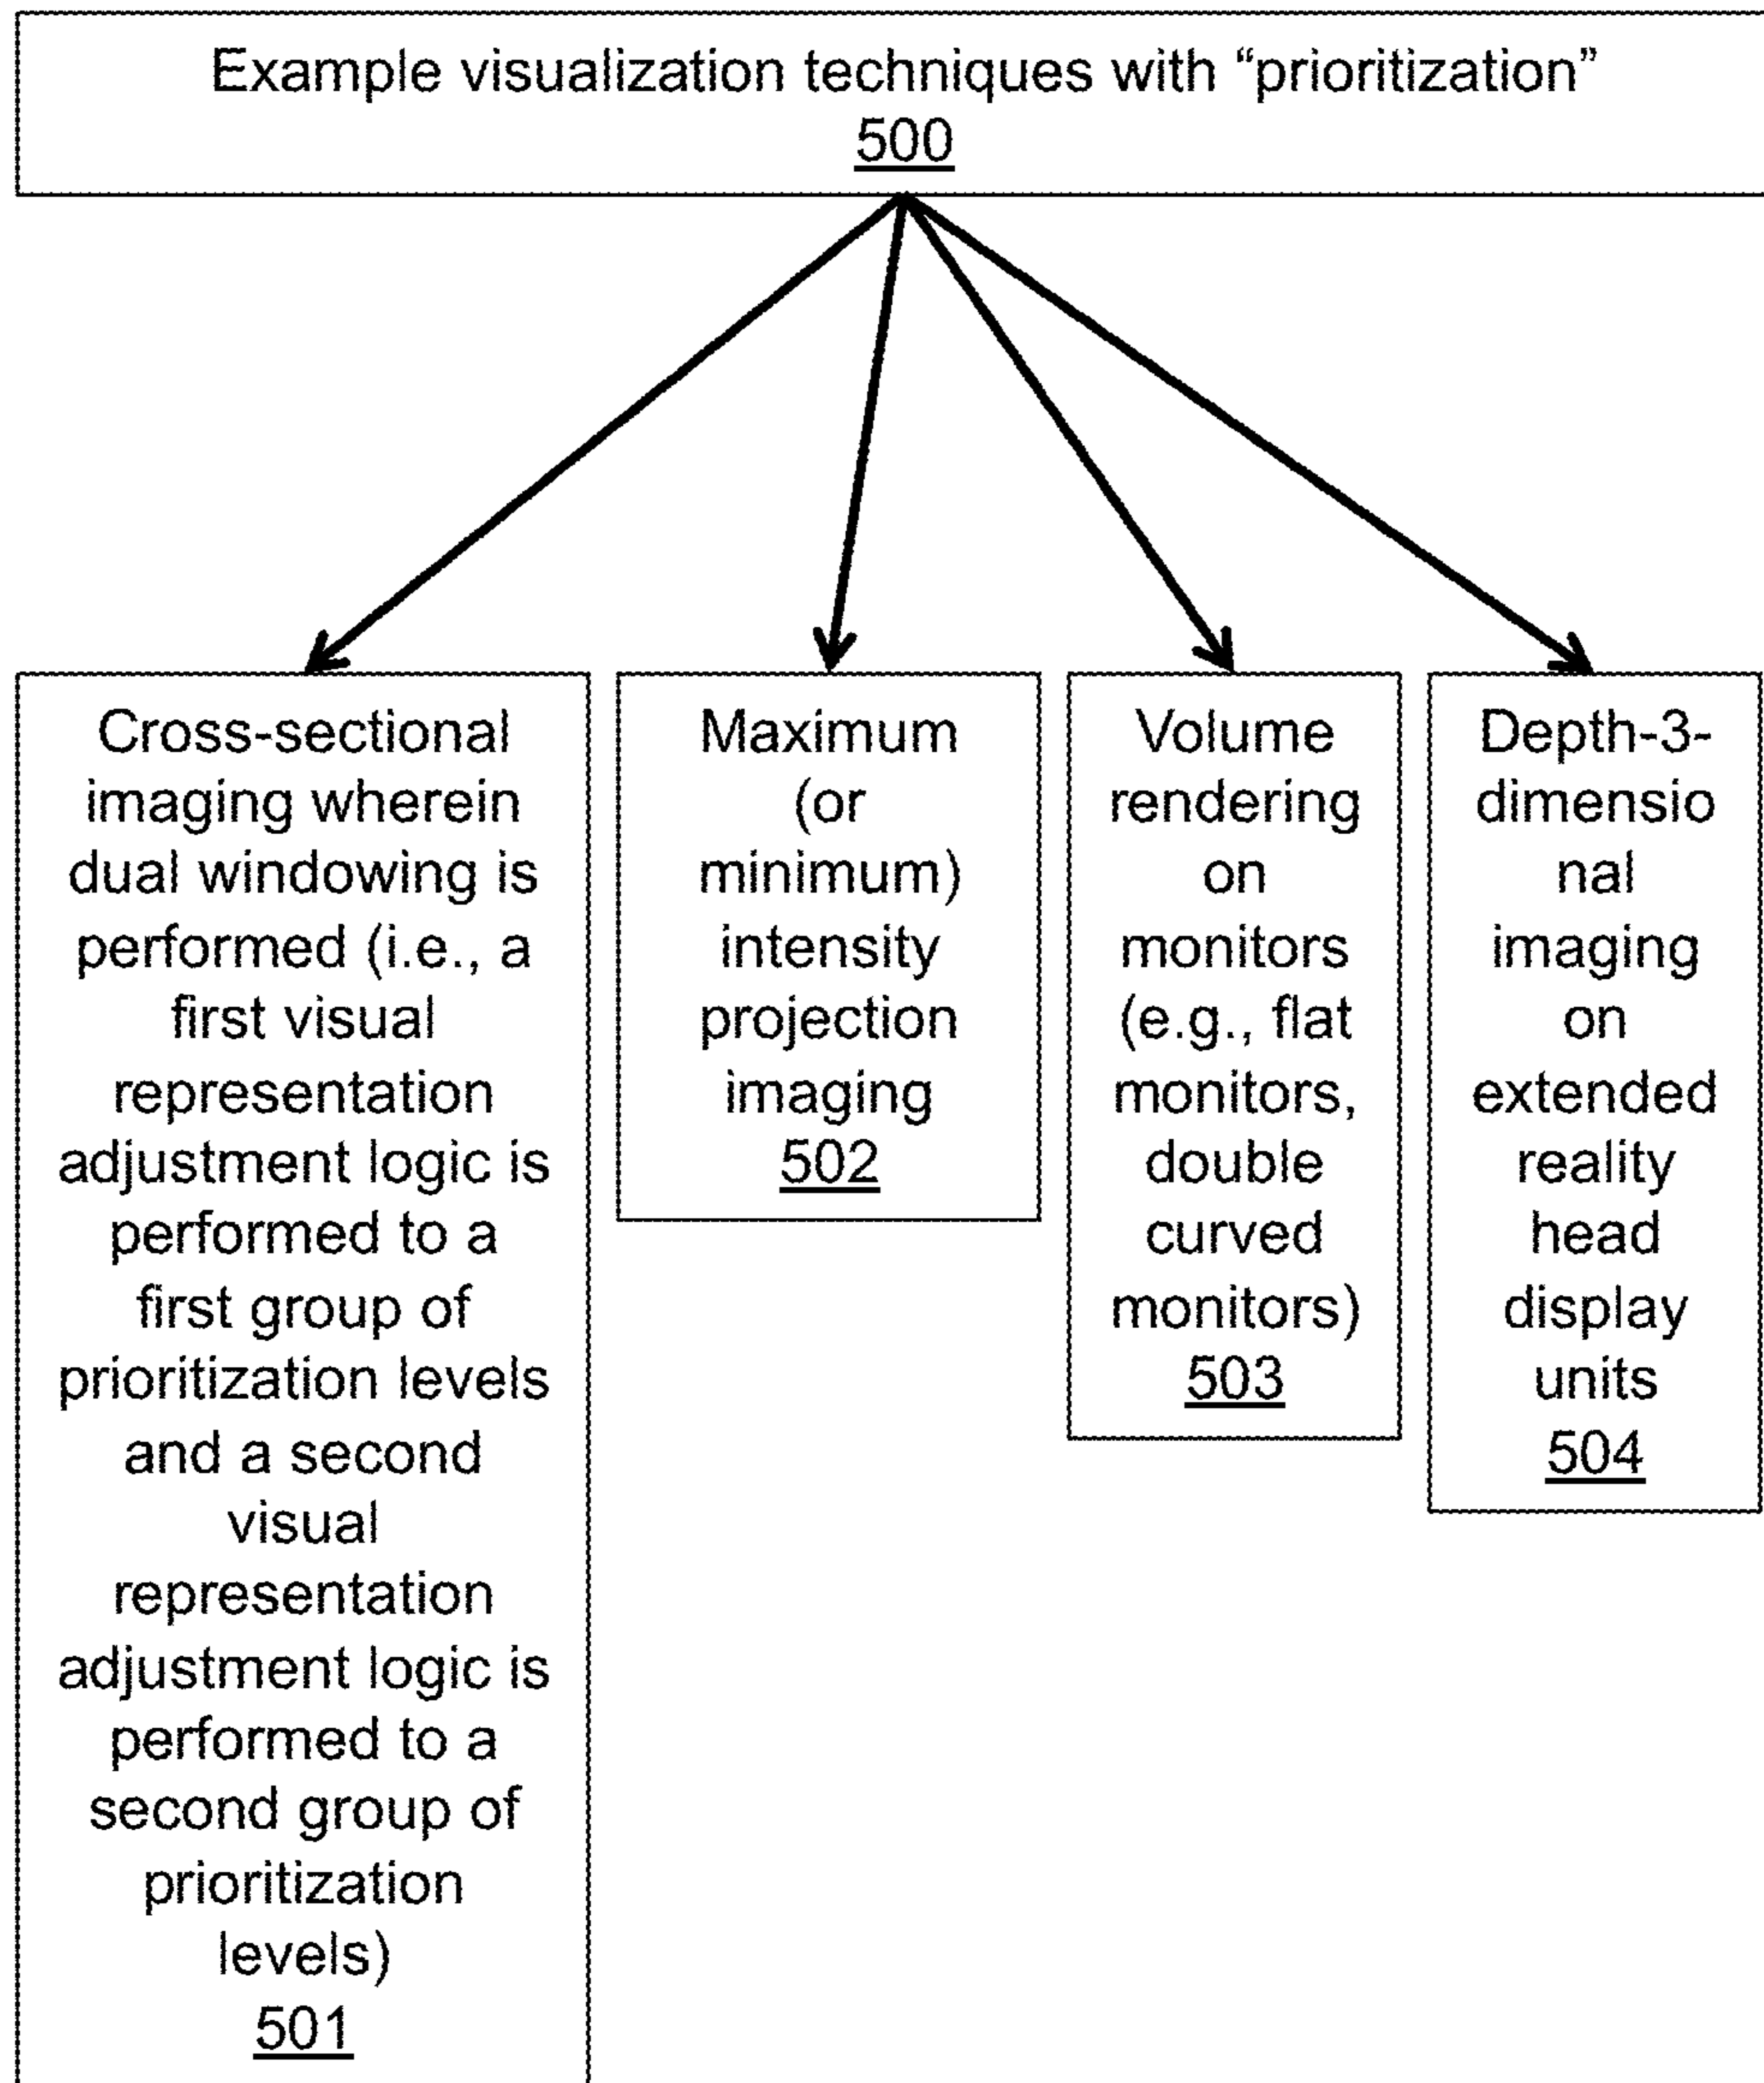 Example visualization techniques with “prioritization”
500
Cross-sectional
imaging wherein
dual windowing is
performed (i.e., a
first visual
representation
adjustment logic is
performed to a
first group of
prioritization levels
and a second
visual
representation
adjustment logic is
performed to a
second group of
prioritization
levels)
501
Maximum
(or
minimum)
intensity
projection
imaging
502
Volume
rendering
on
monitors
(e.g., flat
monitors,
double
curved
monitors)
503
Depth-3-
dimensio
nal
imaging
on
extended
reality
head
display
units
504